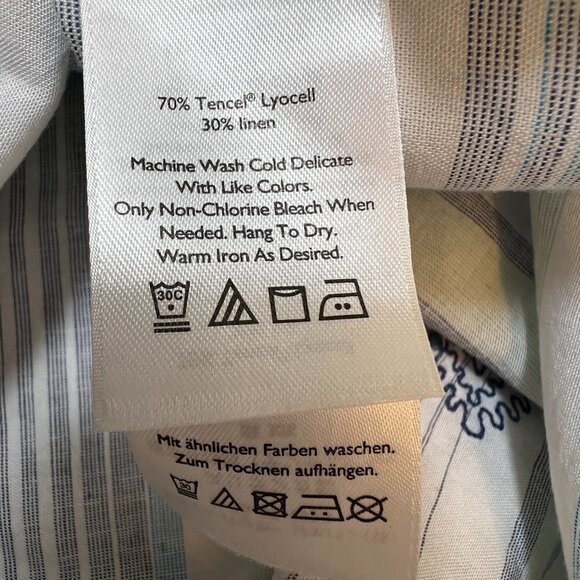 70% Tencel® Lyocell
30% linen
Machine Wash Cold Delicate
With Like Colors.
Only Non-Chlorine Bleach When
Needed. Hang To Dry.
Warm Iron As Desired.
30C
Mit ähnlichen Farben waschen.
Zum Trocknen aufhängen.
30